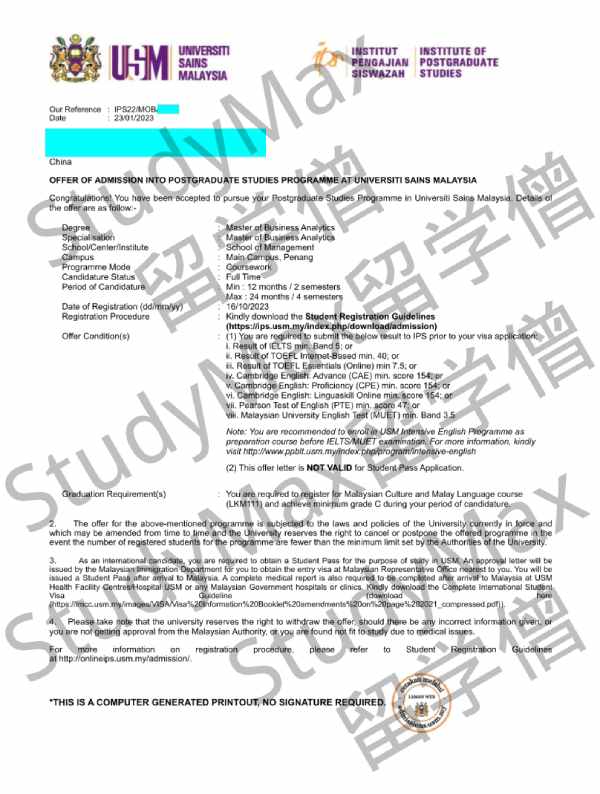 USM
UNIVERSITI
SAINS
MALAYSIA
ips
INSTITUT
PENGAJIAN
SISWAZAH
INSTITUTE OF
POSTGRADUATE
STUDIES
Our Reference : IPS22/MOB
Date : 23/01/2023
China
OFFER OF ADMISSION INTO POSTGRADUATE STUDIES PROGRAMME AT UNIVERSITI SAINS MALAYSIA
Congratulations! You have been accepted to pursue your Postgraduate Studies Programme in Universiti Sains Malaysia. Details of
the offer are as follow:-
Degree : Master of Business Analytics
Specialisation : Master of Business Analytics
School/Center/Institute : School of Management
Campus : Main Campus, Penang
Programme Mode : Coursework
Candidature Status : Full Time
Period of Candidature : Min : 12 months / 2 semesters
Max : 24 months / 4 semesters
Date of Registration (dd/mm/yy) : 16/10/2023
Registration Procedure : Kindly download the Student Registration Guidelines
(https://ips.usm.my/index.php/download/admission)
Offer Condition(s) : (1) You are required to submit the below result to IPS prior to your visa application:
i. Result of IELTS min. Band 5; or
ii. Result of TOEFL Internet-Based min. 40; or
iii. Result of TOEFL Essentials (Online) min 7.5; or
iv. Cambridge English: Advance (CAE) min. score 154; or
v. Cambridge English: Proficiency (CPE) min. score 154; or
vi. Cambridge English: Linguaskill Online min. score 154; or
vii. Pearson Test of English (PTE) min. score 47; or
viii. Malaysian University English Test (MUET) min. Band 3.5
Note: You are recommended to enroll in USM Intensive English Programme as
preparation course before IELTS/MUET examination. For more information, kindly
visit http://www.ppblt.usm.my/index.php/program/intensive-english
(2) This offer letter is NOT VALID for Student Pass Application.
Graduation Requirement(s) : You are required to register for Malaysian Culture and Malay Language course
(LKM111) and achieve minimum grade C during your period of candidature.
2. The offer for the above-mentioned programme is subjected to the laws and policies of the University currently in force and
which may be amended from time to time and the University reserves the right to cancel or postpone the offered programme in the
event the number of registered students for the programme are fewer than the minimum limit set by the Authorities of the University.
3. As an international candidate, you are required to obtain a Student Pass for the purpose of study in USM. An approval letter will be
issued by the Malaysian Immigration Department for you to obtain the entry visa at Malaysian Representative Office nearest to you. You will be
issued a Student Pass after arrival to Malaysia. A complete medical report is also required to be completed after arrival to Malaysia at USM
Health Facility Centres/Hospital USM or any Malaysian Government hospitals or clinics. Kindly download the Complete International Student
Visa Guideline (download here
(https://imcc.usm.my/images/VISA/Visa%20Information%20Booklet%20emendments%20on%20page%282021_compressed.pdf)).
4. Please take note that the university reserves the right to withdraw the offer, should there be any incorrect information given, or
you are not getting approval from the Malaysian Authority, or you are found not fit to study due to medical issues.
For more information on registration procedure, please refer to Student Registration Guidelines
at http://onlineips.usm.my/admission/.
*THIS IS A COMPUTER GENERATED PRINTOUT, NO SIGNATURE REQUIRED.
LAMAN WEB
StudyMax
留学僧
StudyMax
留学僧
StudyMax
留学僧
StudyMax
留学僧